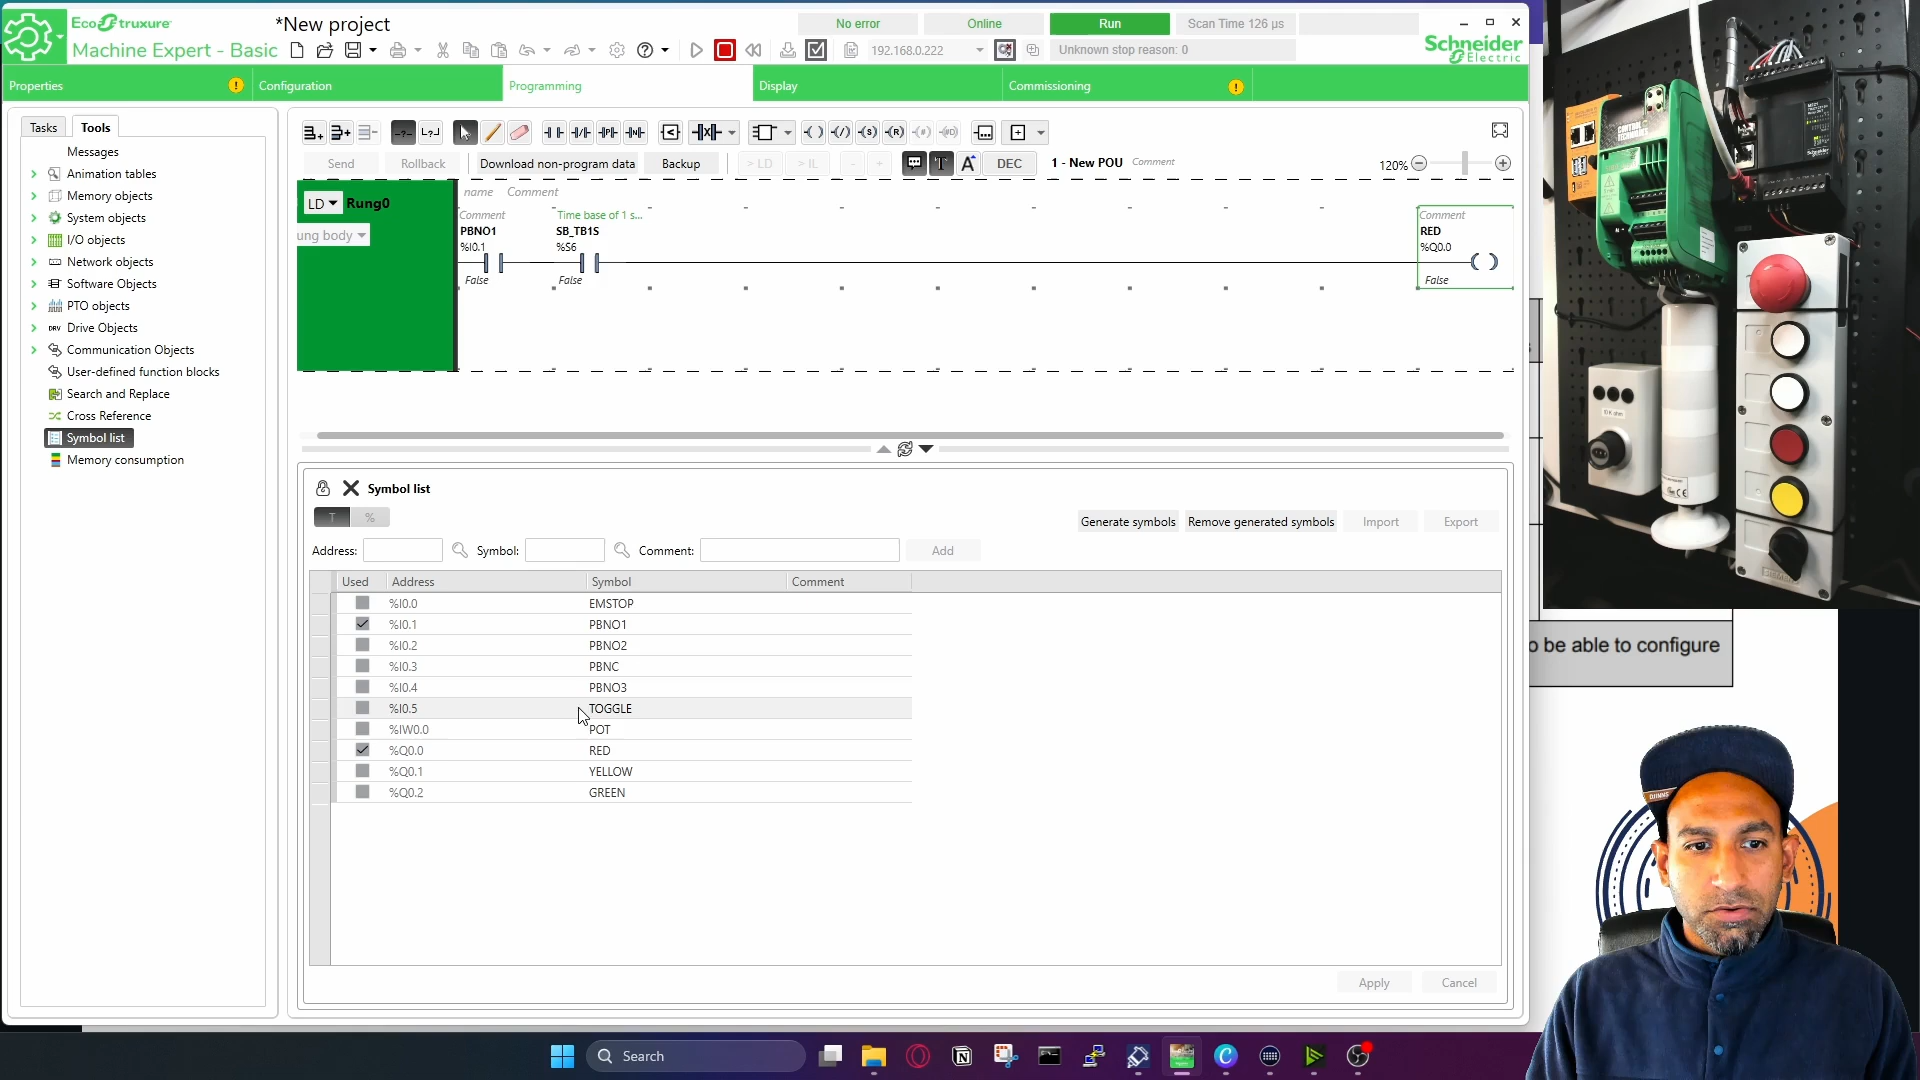 EcoStruxure
Machine Expert - Basic
*New project
No error
Online
Run
Scan Time 126 µs
192.168.0.222
Unknown stop reason: 0
Schneider
Electric
Properties
Configuration
Programming
Display
Commissioning
Tasks
Tools
Messages
Animation tables
Memory objects
System objects
I/O objects
Network objects
Software Objects
PTO objects
DRV Drive Objects
Communication Objects
User-defined function blocks
Search and Replace
Cross Reference
Symbol list
Memory consumption
Send
Rollback
Download non-program data
Backup
> LD
> IL
-
+
DEC
1 - New POU
Comment
120%
LD
Rung0
name
Comment
ung body
Comment
PBNO1
%I0.1
False
Time base of 1 s...
SB_TB1S
%S6
False
Comment
RED
%Q0.0
False
Symbol list
T
%
Generate symbols
Remove generated symbols
Import
Export
Address:
Symbol:
Comment:
Add
Used Address Symbol Comment
%I0.0 EMSTOP
%I0.1 PBNO1
%I0.2 PBNO2
%I0.3 PBNC
%I0.4 PBNO3
%I0.5 TOGGLE
%IW0.0 POT
%Q0.0 RED
%Q0.1 YELLOW
%Q0.2 GREEN
Apply
Cancel
o be able to configure
Search